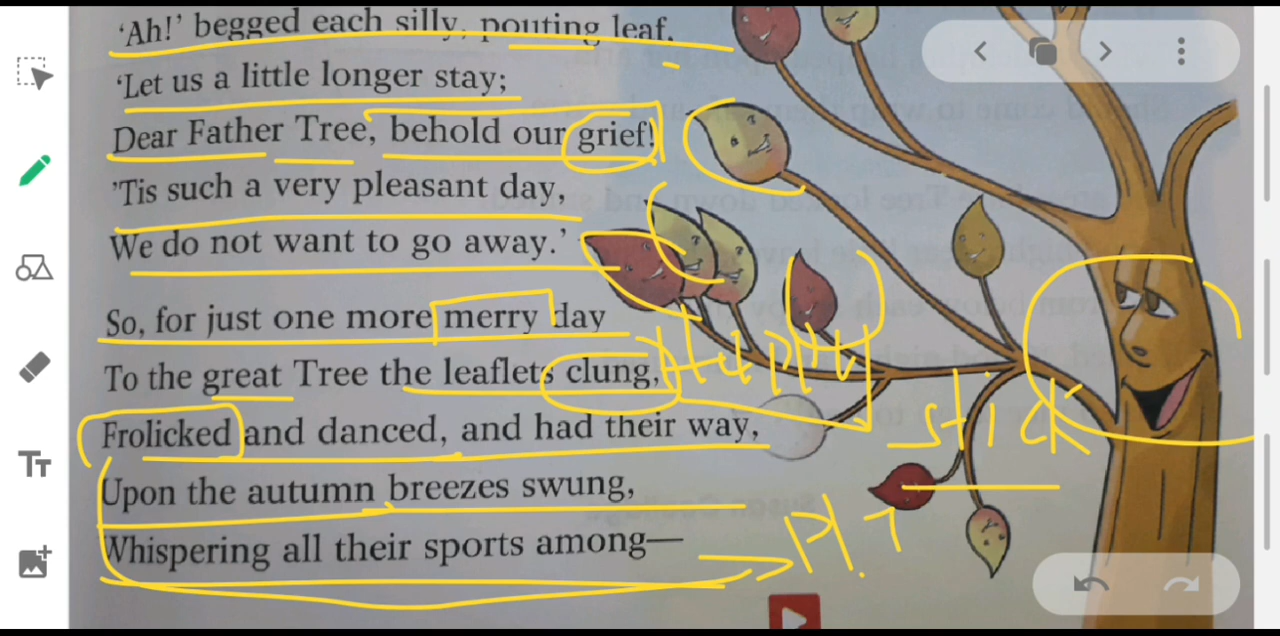 ‘Ah!’ begged each silly, pouting leaf.
‘Let us a little longer stay;
Dear Father Tree, behold our grief!
’Tis such a very pleasant day,
We do not want to go away.’
So, for just one more merry day
To the great Tree the leaflets clung,
HAPPY
Frolicked and danced, and had their way,
stick
Upon the autumn breezes swung,
Whispering all their sports among—
TT